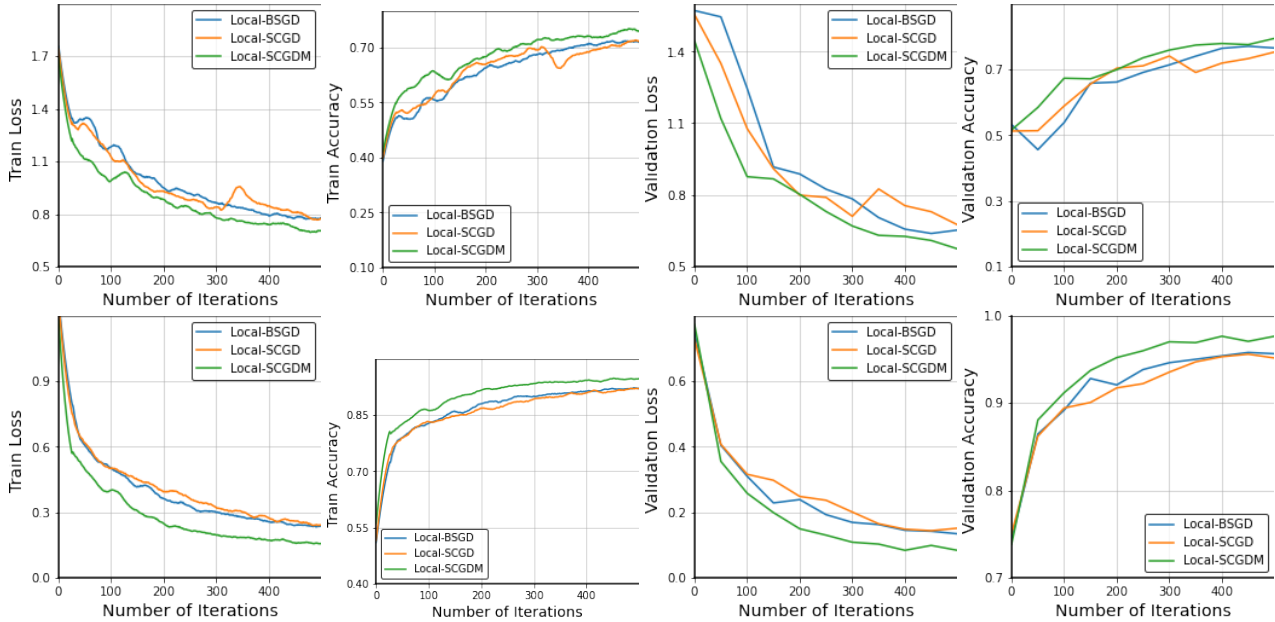 Train Loss
1.7
1.4
1.1
0.8
0.5
Local-BSGD
Local-SCGD
Local-SCGDM
0 100 200 300 400
Number of Iterations
Train Accuracy
0.70
0.55
0.40
0.25
0.10
Local-BSGD
Local-SCGD
Local-SCGDM
0 100 200 300 400
Number of Iterations
Validation Loss
1.4
1.1
0.8
0.5
Local-BSGD
Local-SCGD
Local-SCGDM
0 100 200 300 400
Number of Iterations
Validation Accuracy
0.7
0.5
0.3
0.1
Local-BSGD
Local-SCGD
Local-SCGDM
0 100 200 300 400
Number of Iterations
Train Loss
0.9
0.6
0.3
0.0
Local-BSGD
Local-SCGD
Local-SCGDM
0 100 200 300 400
Number of Iterations
Train Accuracy
0.85
0.70
0.55
0.40
Local-BSGD
Local-SCGD
Local-SCGDM
0 100 200 300 400
Number of Iterations
Validation Loss
0.6
0.4
0.2
0.0
Local-BSGD
Local-SCGD
Local-SCGDM
0 100 200 300 400
Number of Iterations
Validation Accuracy
1.0
0.9
0.8
0.7
Local-BSGD
Local-SCGD
Local-SCGDM
0 100 200 300 400
Number of Iterations